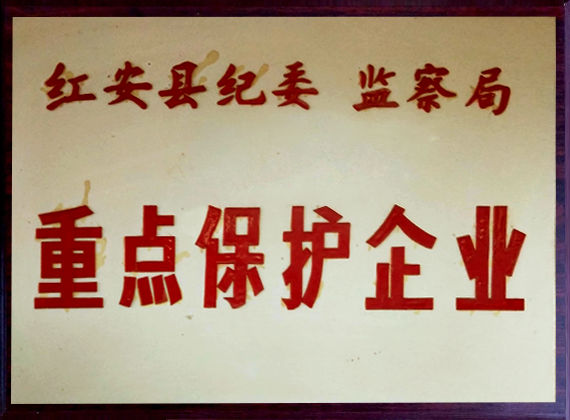 红安县纪委 监察局
重点保护企业